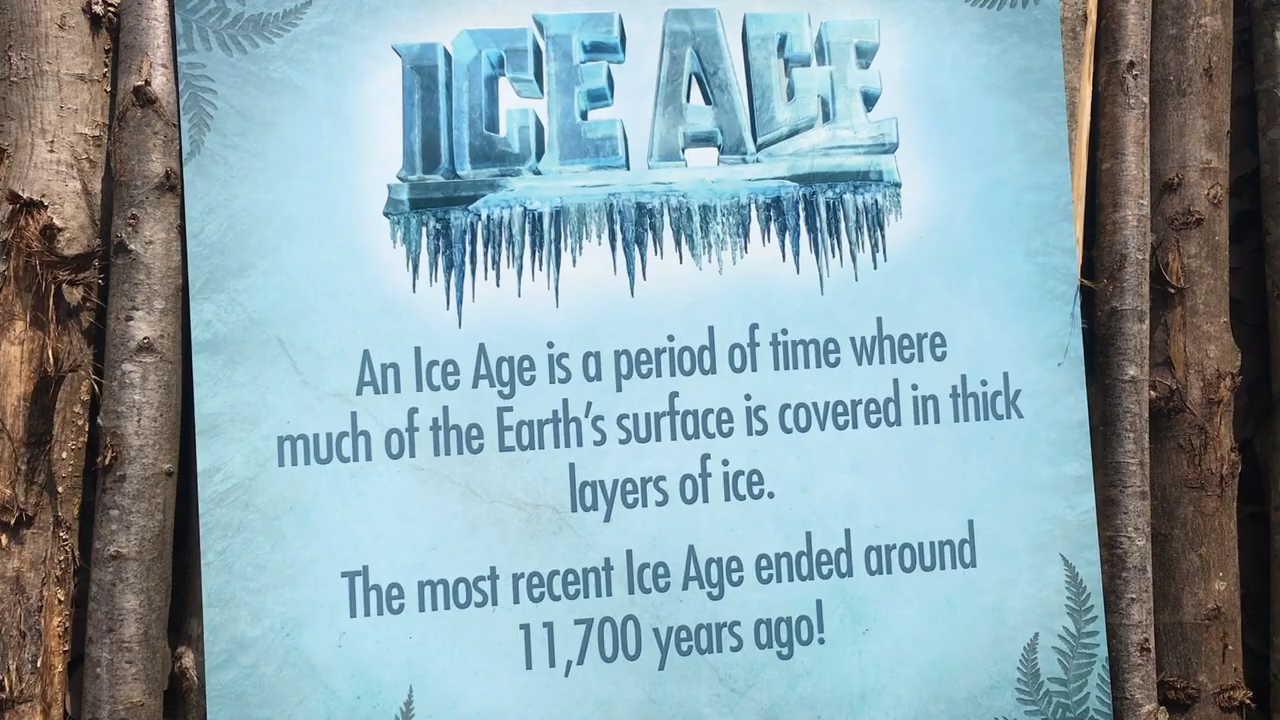 ICE AGE
An Ice Age is a period of time where
much of the Earth's surface is covered in thick
layers of ice.
The most recent Ice Age ended around
11,700 years ago!